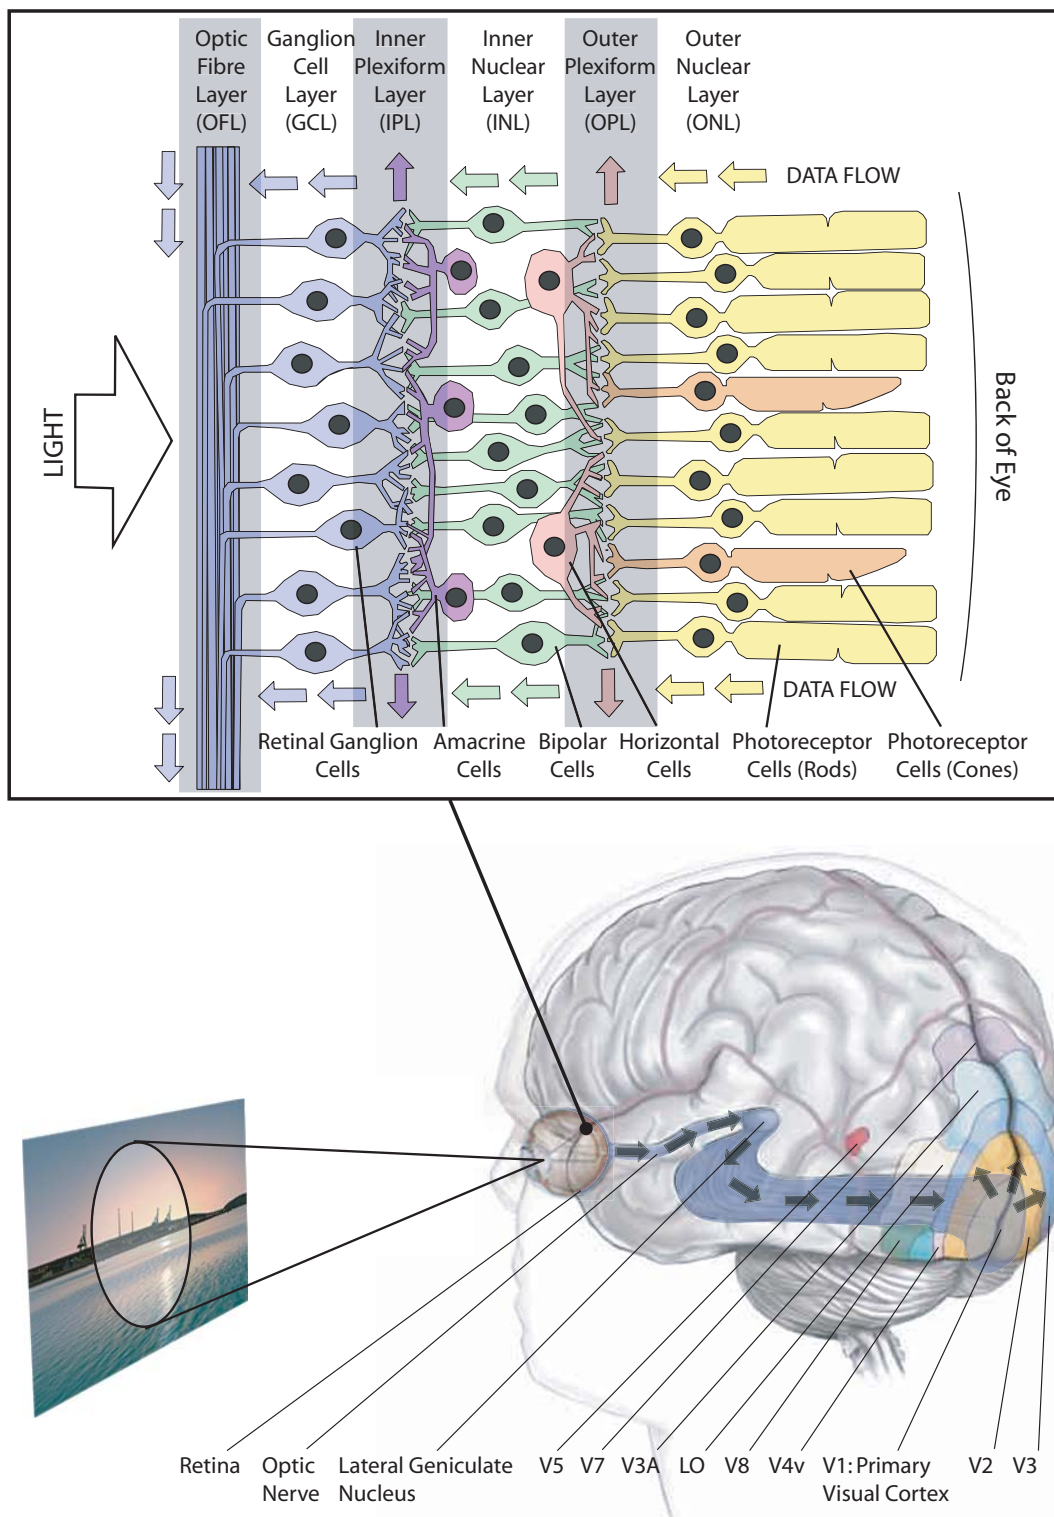 Optic
Fibre
Layer
(OFL)
Ganglion
Cell
Layer
(GCL)
Inner
Plexiform
Layer
(IPL)
Inner
Nuclear
Layer
(INL)
Outer
Plexiform
Layer
(OPL)
Outer
Nuclear
Layer
(ONL)
DATA FLOW
LIGHT
Back of Eye
DATA FLOW
Retinal Ganglion
Cells
Amacrine
Cells
Bipolar
Cells
Horizontal
Cells
Photoreceptor
Cells (Rods)
Photoreceptor
Cells (Cones)
Retina
Optic
Nerve
Lateral Geniculate
Nucleus
V5
V7
V3A
LO
V8
V4v
V1: Primary
Visual Cortex
V2
V3